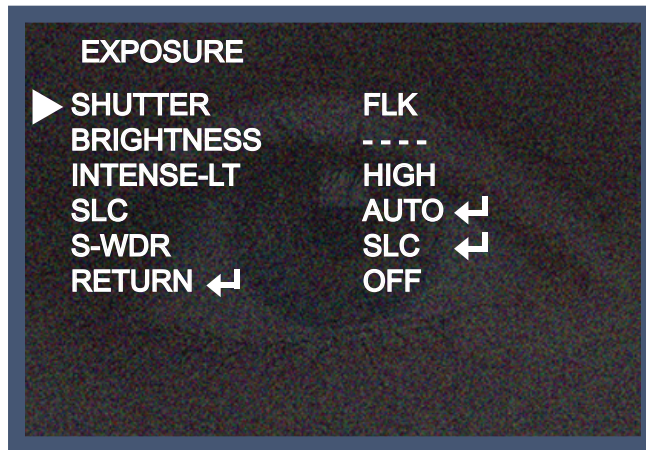 EXPOSURE
SHUTTER FLK
BRIGHTNESS ----
INTENSE-LT HIGH
SLC AUTO ↲
S-WDR SLC ↲
RETURN ↲ OFF